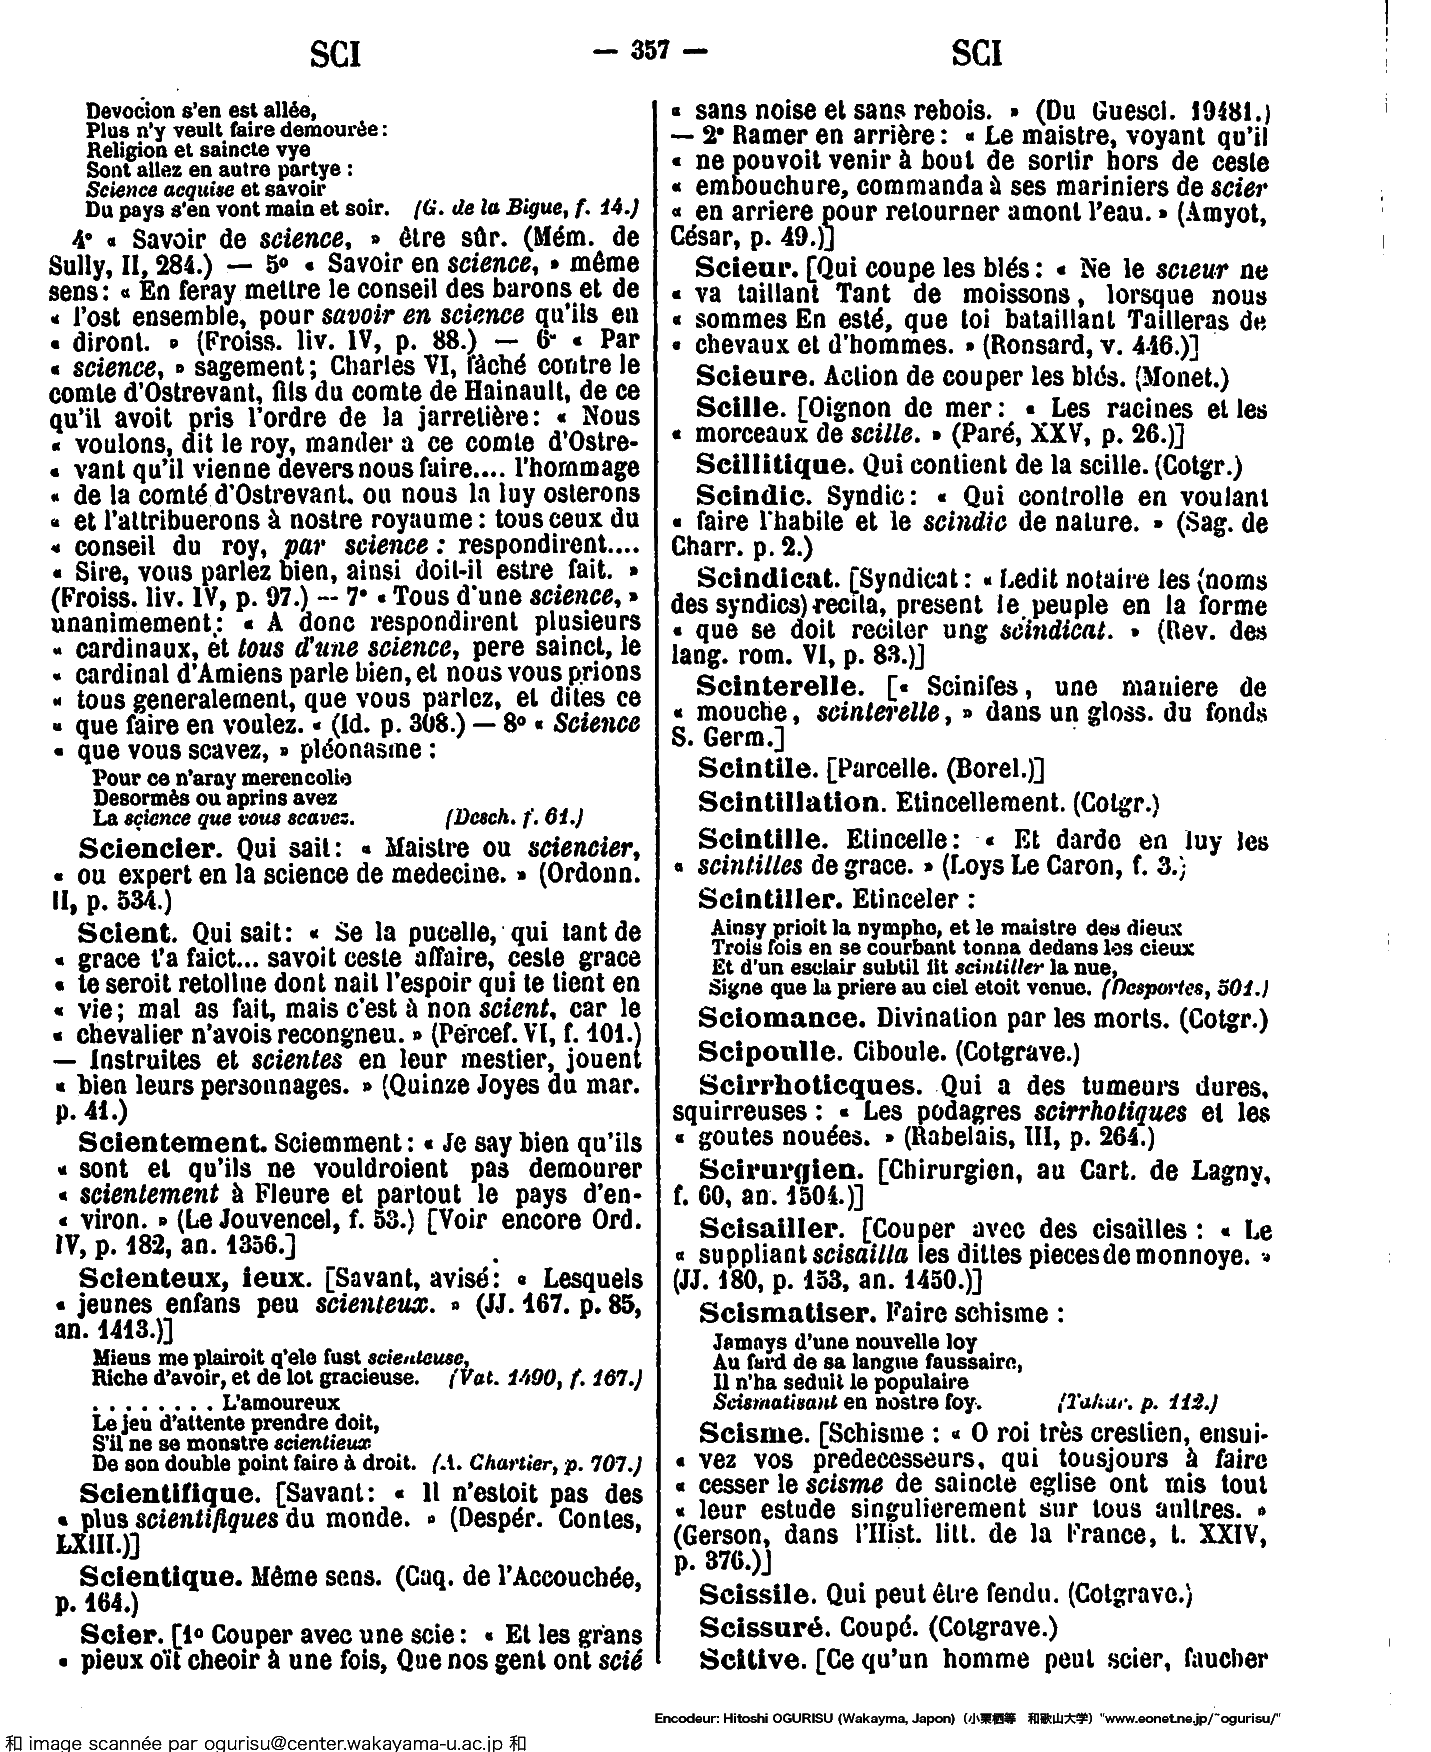 SCI — 357 — SCI
Devocion s'en est allée,
Plus n'y veult faire demourée :
Religion et saincte vye
Sont allez en autre partye :
Science acquise et savoir
Du pays s'en vont main et soir. (G. de la Bigue, f. 14.)
4° « Savoir de science, » être sûr. (Mém. de
Sully, II, 284.) — 5° « Savoir en science, » même
sens : « En feray mettre le conseil des barons et de
« l'ost ensemble, pour savoir en science qu'ils en
« diront. » (Froiss. liv. IV, p. 88.) — 6° « Par
« science, » sagement ; Charles VI, fâché contre le
comte d'Ostrevant, fils du comte de Hainault, de ce
qu'il avoit pris l'ordre de la jarretière : « Nous
« voulons, dit le roy, mander a ce comte d'Ostre-
« vant qu'il vienne devers nous faire.... l'hommage
« de la comté d'Ostrevant, ou nous la luy osterons
« et l'attribuerons à nostre royaume : tous ceux du
« conseil du roy, par science : respondirent....
« Sire, vous parlez bien, ainsi doit-il estre fait. »
(Froiss. liv. IV, p. 97.) — 7° « Tous d'une science, »
unanimement : « A donc respondirent plusieurs
« cardinaux, et tous d'une science, pere sainct, le
« cardinal d'Amiens parle bien, et nous vous prions
« tous generalement, que vous parlez, et dites ce
« que faire en voulez. « (Id. p. 308.) — 8° « Science
« que vous scavez, » pléonasme :
Pour ce n'aray merencolie
Desormès ou aprins avez
La science que vous scavez. (Desch. f. 61.)
Sciencier. Qui sait : « Maistre ou sciencier,
« ou expert en la science de medecine. » (Ordonn.
II, p. 534.)
Scient. Qui sait : « Se la pucelle, qui tant de
« grace t'a faict... savoit ceste affaire, ceste grace
« te seroit retollue dont nait l'espoir qui te tient en
« vie ; mal as fait, mais c'est à non scient, car le
« chevalier n'avois recongneu. » (Percef. VI, f. 101.)
— Instruites et scientes en leur mestier, jouent
« bien leurs personnages. » (Quinze Joyes du mar.
p. 41.)
Scientement. Sciemment : « Je say bien qu'ils
« sont et qu'ils ne vouldroient pas demourer
« scientement à Fleure et partout le pays d'en-
« viron. » (Le Jouvencel, f. 53.) [Voir encore Ord.
IV, p. 182, an. 1356.]
Scienteux, ieux. [Savant, avisé : « Lesquels
« jeunes enfans peu scienteux. » (JJ. 167. p. 85,
an. 1413.)]
Mieus me plairoit q'ele fust scienteuse,
Riche d'avoir, et de lot gracieuse. (Vat. 1490, f. 167.)
. . . . . . . . L'amoureux
Le jeu d'attente prendre doit,
S'il ne se monstre scientieux
De son double point faire à droit. (A. Chartier, p. 707.)
Scientifique. [Savant : « Il n'estoit pas des
« plus scientifiques du monde. » (Despér. Contes,
LXIII.)]
Scientique. Même sens. (Caq. de l'Accouchée,
p. 164.)
Scier. [1° Couper avec une scie : « Et les grans
« pieux oït cheoir à une fois, Que nos gent ont scié
« sans noise et sans rebois. » (Du Guescl. 19481.)
— 2° Ramer en arrière : « Le maistre, voyant qu'il
« ne pouvoit venir à bout de sortir hors de ceste
« embouchure, commanda à ses mariniers de scier
« en arriere pour retourner amont l'eau. » (Amyot,
César, p. 49.)]
Scieur. [Qui coupe les blés : « Ne le scieur ne
« va taillant Tant de moissons, lorsque nous
« sommes En esté, que toi bataillant Tailleras de
« chevaux et d'hommes. » (Ronsard, v. 446.)]
Scieure. Action de couper les blés. (Monet.)
Scille. [Oignon de mer : « Les racines et les
« morceaux de scille. » (Paré, XXV, p. 26.)]
Scillitique. Qui contient de la scille. (Cotgr.)
Scindic. Syndic : « Qui controlle en voulant
« faire l'habile et le scindic de nature. » (Sag. de
Charr. p. 2.)
Scindicat. [Syndicat : « Ledit notaire les (noms
des syndics) recita, present le peuple en la forme
« que se doit reciter ung scindicat. » (Rev. des
lang. rom. VI, p. 83.)]
Scinterelle. [« Scinifes, une maniere de
« mouche, scinterelle, » dans un gloss. du fonds
S. Germ.]
Scintile. [Parcelle. (Borel.)]
Scintillation. Etincellement. (Cotgr.)
Scintille. Etincelle : « Et darde en luy les
« scintilles de grace. » (Loys Le Caron, f. 3.)
Scintiller. Etinceler :
Ainsy prioit la nymphe, et le maistre des dieux
Trois fois en se courbant tonna dedans les cieux
Et d'un esclair subtil fit scintiller la nue,
Signe que la priere au ciel etoit venue. (Desportes, 501.)
Sciomance. Divination par les morts. (Cotgr.)
Scipoulle. Ciboule. (Cotgrave.)
Scirrhoticques. Qui a des tumeurs dures,
squirreuses : « Les podagres scirrhotiques et les
« goutes nouées. » (Rabelais, III, p. 264.)
Scirurgien. [Chirurgien, au Cart. de Lagny,
f. 60, an. 1504.)]
Scisailler. [Couper avec des cisailles : « Le
« suppliant scisailla les dittes pieces de monnoye. »
(JJ. 180, p. 153, an. 1450.)]
Scismatiser. Faire schisme :
Jamays d'une nouvelle loy
Au fard de sa langue faussaire,
Il n'ha seduit le populaire
Scismatisant en nostre foy. (Tahur. p. 112.)
Scisme. [Schisme : « O roi très crestien, ensui-
« vez vos predecesseurs, qui tousjours à faire
« cesser le scisme de saincte eglise ont mis tout
« leur estude singulierement sur tous aultres. »
(Gerson, dans l'Hist. litt. de la France, t. XXIV,
p. 376.)]
Scissile. Qui peut être fendu. (Cotgrave.)
Scissuré. Coupé. (Cotgrave.)
Scitive. [Ce qu'un homme peut scier, faucher
Encodeur: Hitoshi OGURISU (Wakayma, Japon) (小栗栖等 和歌山大学) "www.eonet.ne.jp/~ogurisu/"
和 image scannée par ogurisu@center.wakayama-u.ac.jp 和